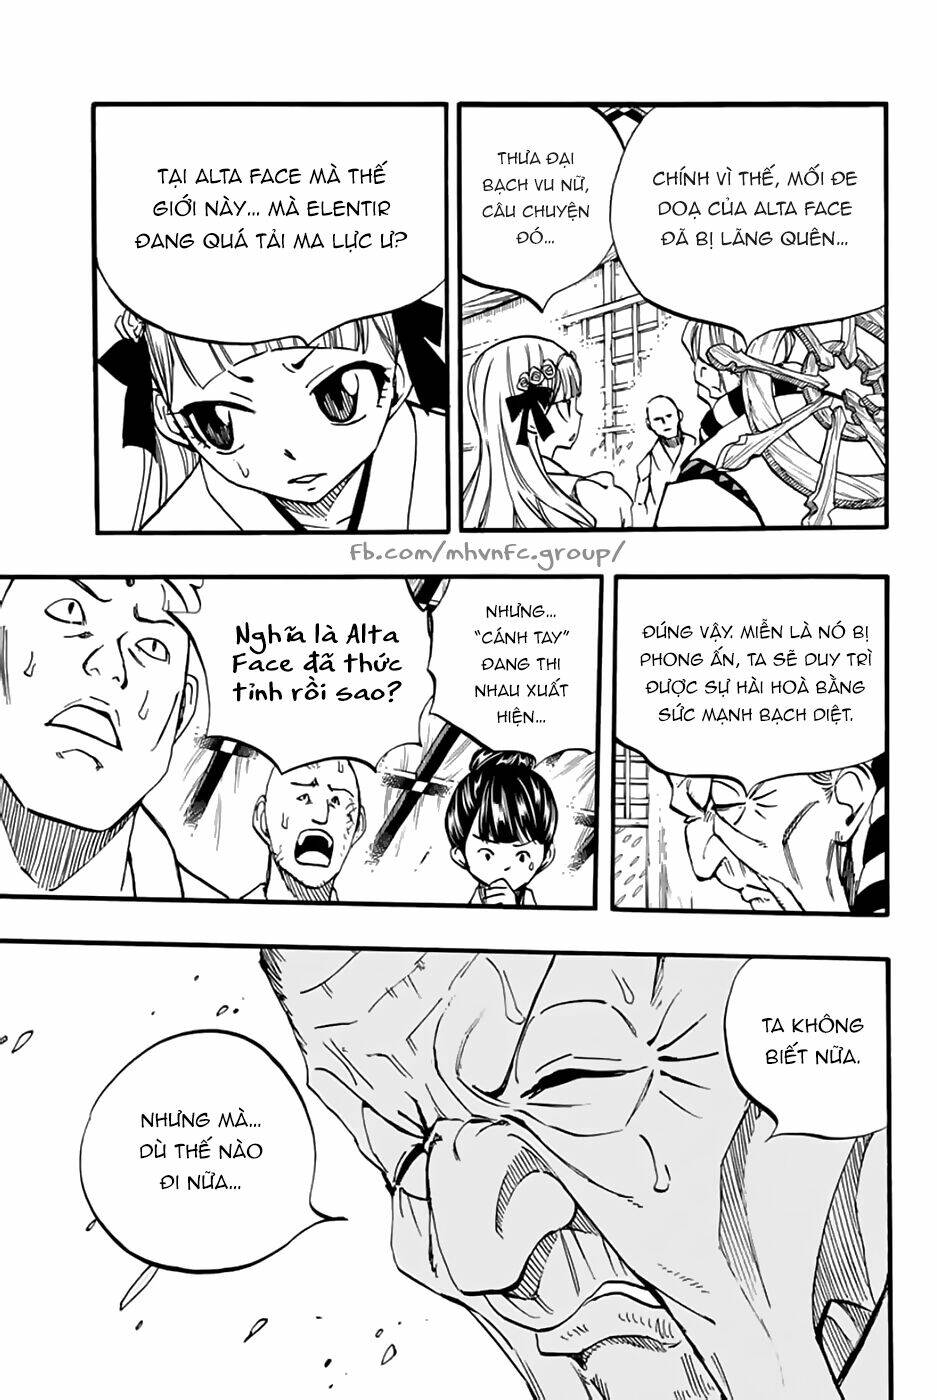 CHÍNH VÌ THẾ, MỐI ĐE
DOẠ CỦA ALTA FACE
ĐÃ BỊ LÃNG QUÊN...
THƯA ĐẠI
BẠCH VU NỮ,
CÂU CHUYỆN
ĐÓ...
TẠI ALTA FACE MÀ THẾ
GIỚI NÀY... MÀ ELENTIR
ĐANG QUÁ TẢI MA LỰC Ư?
Fb.com/mhvnfc.group/
ĐÚNG VẬY. MIỄN LÀ NÓ BỊ
PHONG ẤN, TA SẼ DUY TRÌ
ĐƯỢC SỰ HÀI HOÀ BẰNG
SỨC MẠNH BẠCH DIỆT.
NHƯNG...
“CÁNH TAY”
ĐANG THI
NHAU XUẤT
HIỆN...
Nghĩa là Alta
Face đã thức
tỉnh rồi sao?
TA KHÔNG
BIẾT NỮA.
NHƯNG MÀ...
DÙ THẾ NÀO
ĐI NỮA...